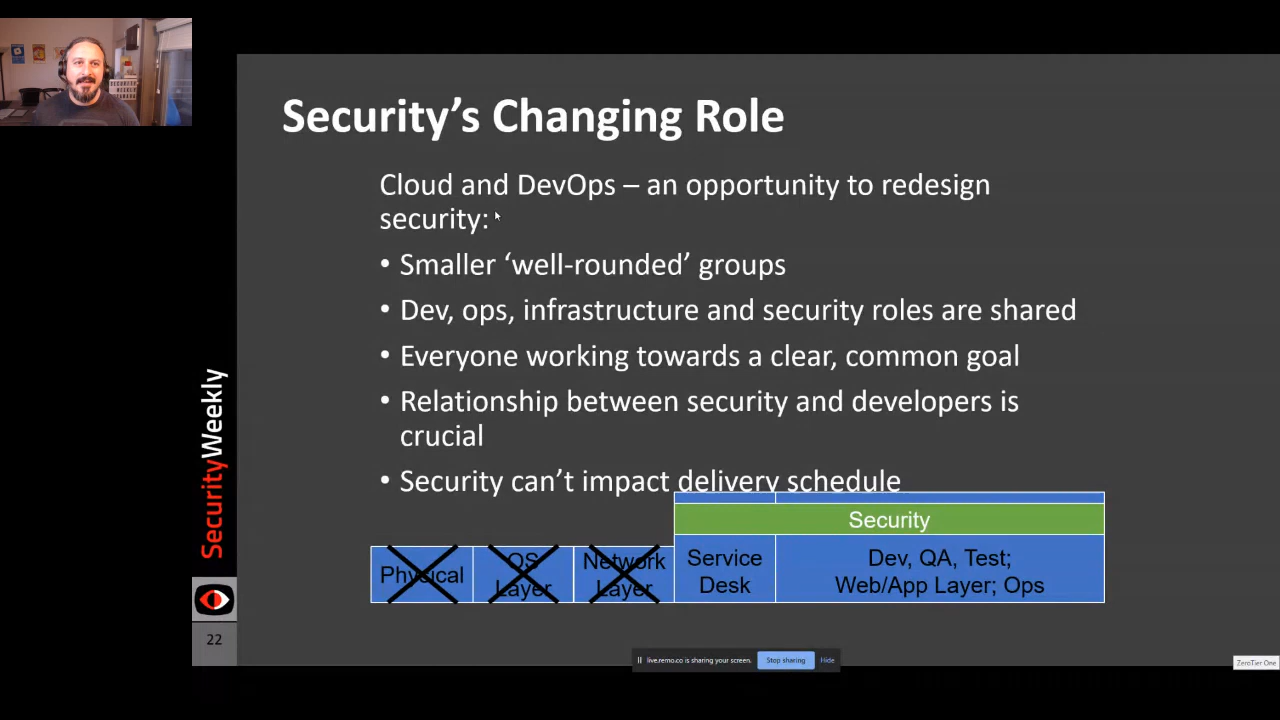 Security's Changing Role
Cloud and DevOps – an opportunity to redesign
security:
• Smaller 'well-rounded' groups
• Dev, ops, infrastructure and security roles are shared
• Everyone working towards a clear, common goal
• Relationship between security and developers is
crucial
• Security can't impact delivery schedule
Security
Physical
OS
Layer
Network
Layer
Service
Desk
Dev, QA, Test;
Web/App Layer; Ops
SecurityWeekly
22
live.remo.co is sharing your screen.
Stop sharing
Hide
ZeroTier One